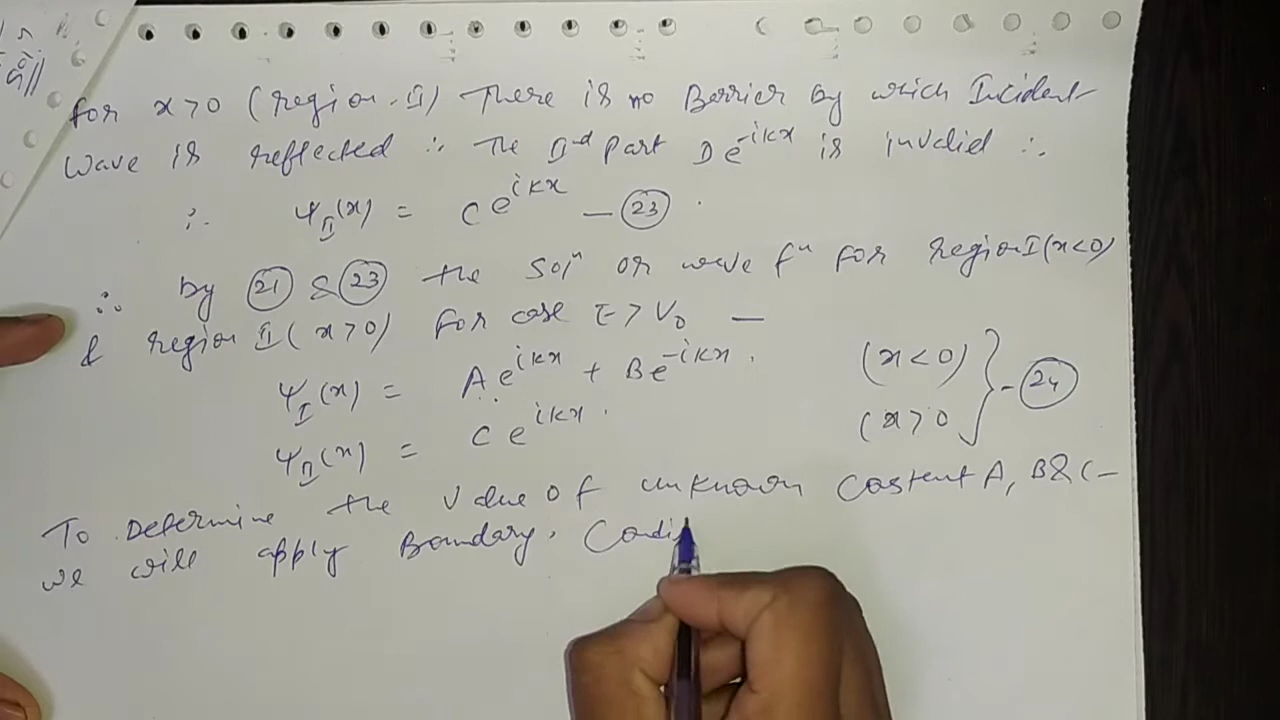 for x>0 (region-II) There is no Barrier by which Incident
wave is reflected ∴ The IInd Part De^{-ikx} is invalid ∴
∴ Ψ_II(x) = Ce^{ikx} — (23)
∴ by (21) & (23) the solⁿ or wave fⁿ for region I (x<0)
& region II (x>0) for case E>V₀ —
Ψ_I(x) = Ae^{ikx} + Be^{-ikx}. (x<0)
Ψ_II(x) = Ce^{ikx}. (x>0 } - (24)
To Determine the value of unknown Costent A, B & C -
we will apply Boundary. Condi